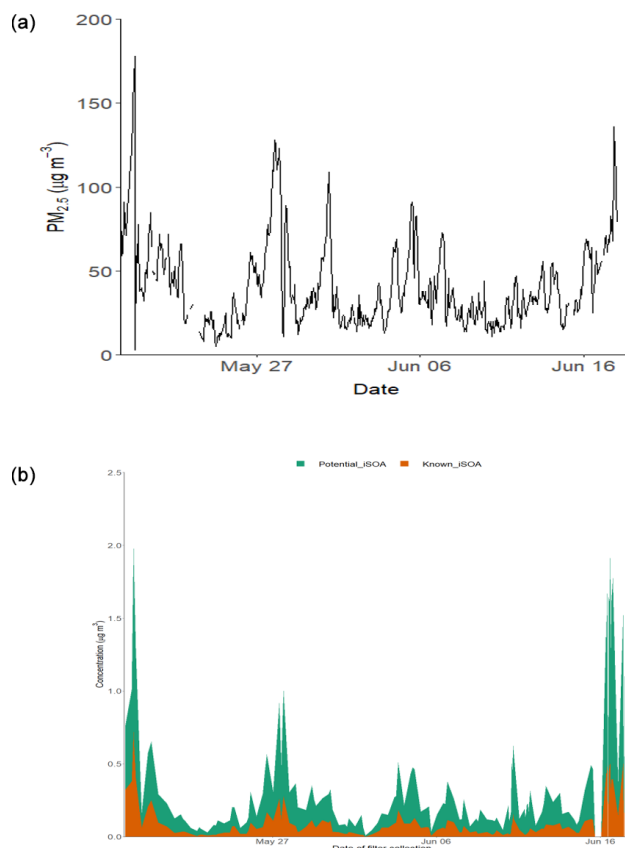 (a)
200
150
100
50
0
PM2.5 (µg m−3)
May 27 Jun 06 Jun 16
Date
(b)
Potential_iSOA Known_iSOA
2.5
2.0
1.5
1.0
0.5
0.0
Concentration (µg m3)
May 27 Jun 06 Jun 16
Date of filter collection